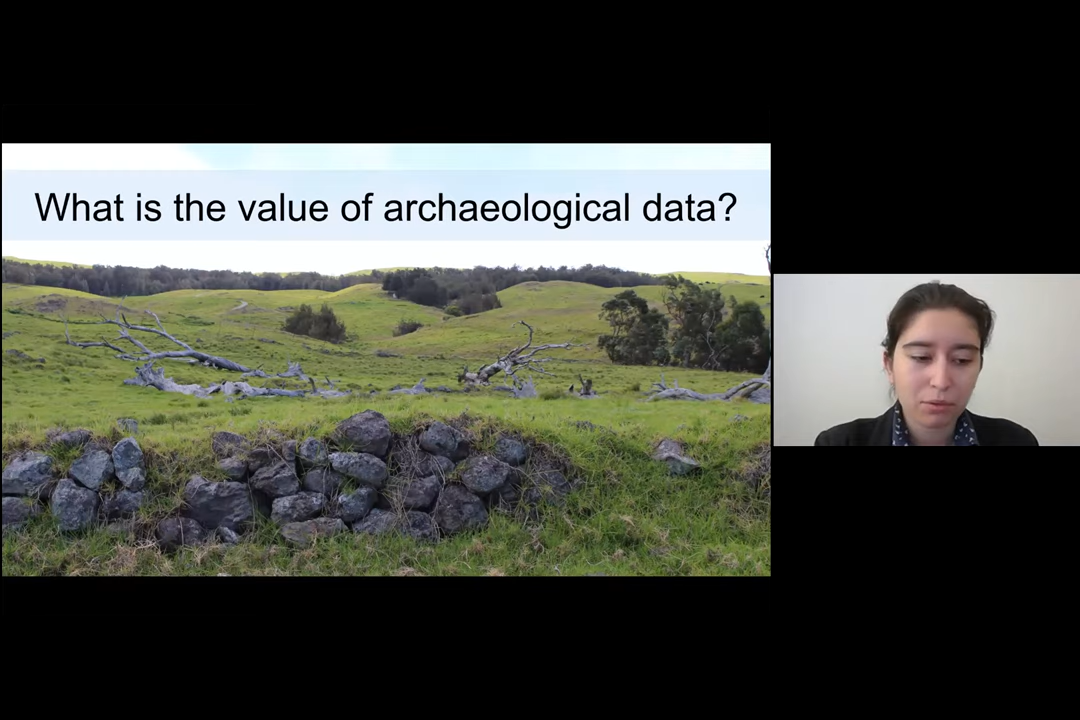 What is the value of archaeological data?